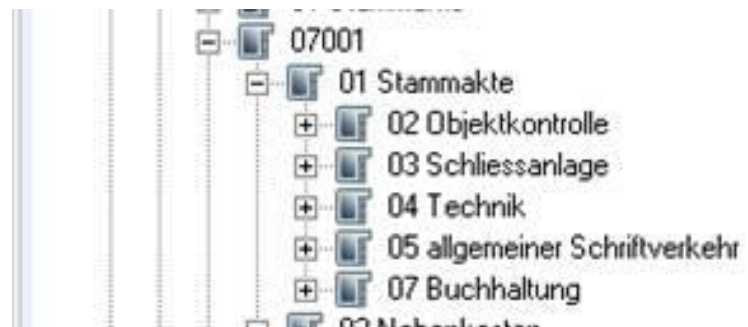 07001
01 Stammakte
02 Objektkontrolle
03 Schliessanlage
04 Technik
05 allgemeiner Schriftverkehr
07 Buchhaltung